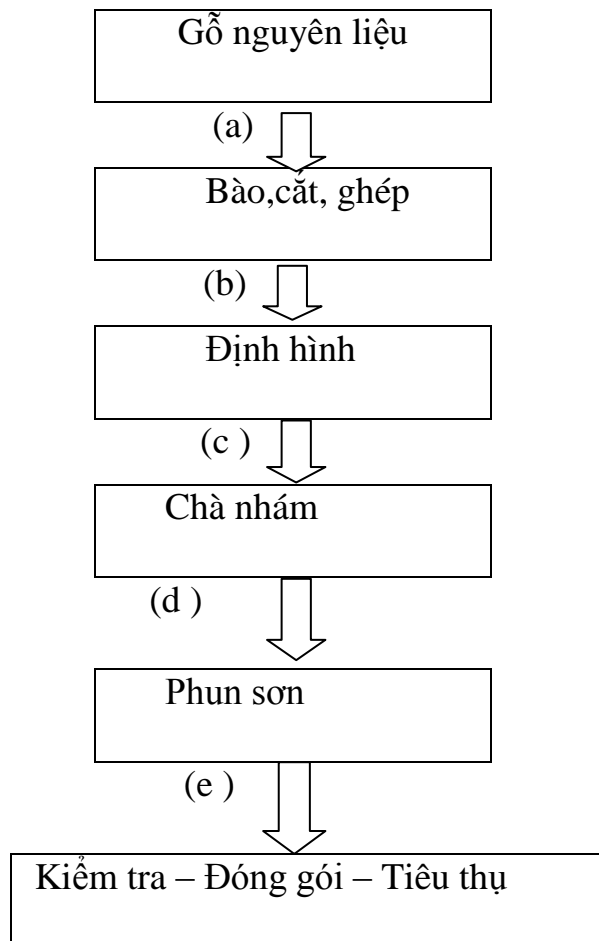 Gỗ nguyên liệu
(a)
Bào,cắt, ghép
(b)
Định hình
(c )
Chà nhám
(d )
Phun sơn
(e )
Kiểm tra – Đóng gói – Tiêu thụ